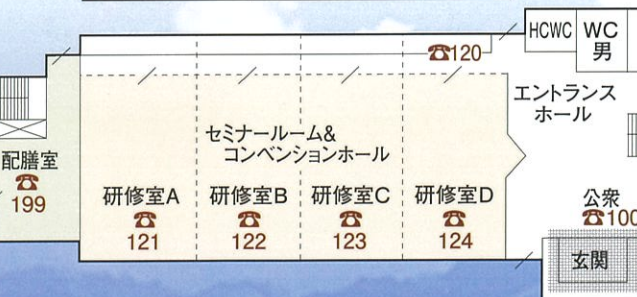 HCWC
WC
男
☎120
エントランス
ホール
セミナールーム&
コンベンションホール
配膳室
☎
199
研修室A
☎
121
研修室B
☎
122
研修室C
☎
123
研修室D
☎
124
公衆
☎100
玄関